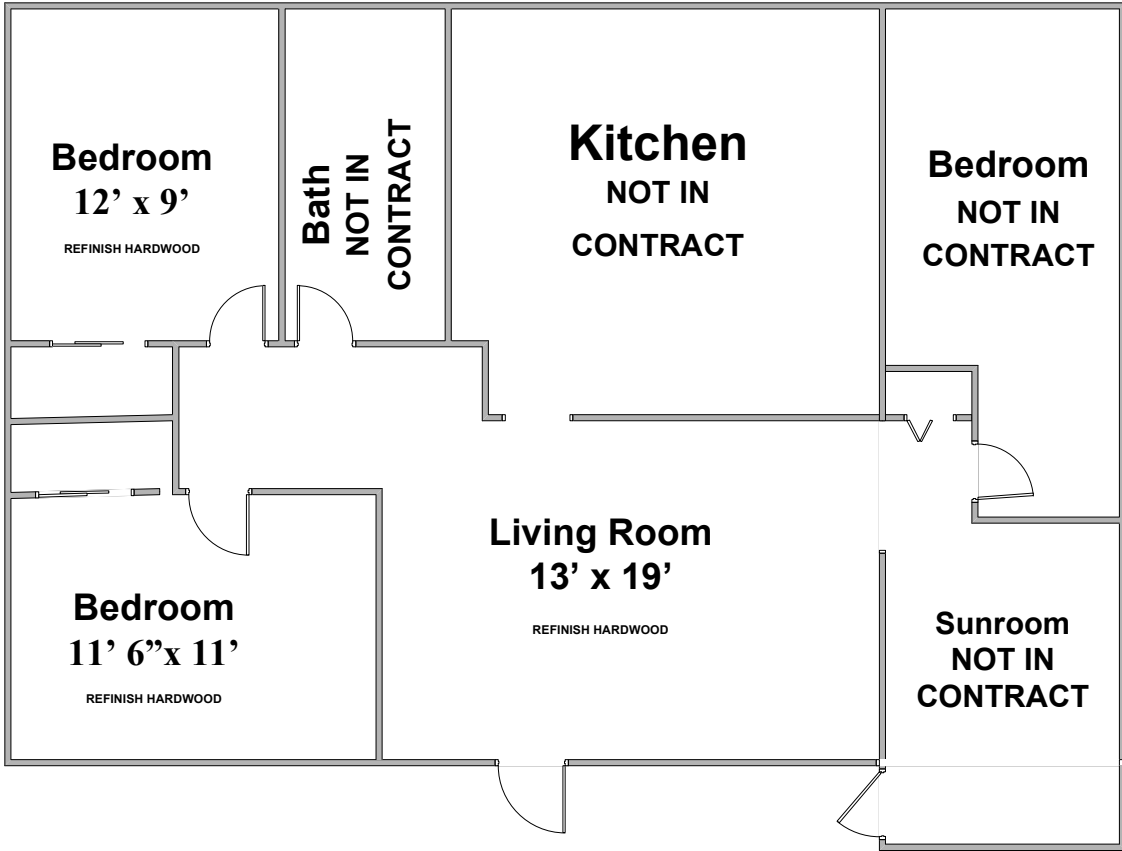 Bedroom
12’ x 9’
REFINISH HARDWOOD
Bath
NOT IN
CONTRACT
Kitchen
NOT IN
CONTRACT
Bedroom
NOT IN
CONTRACT
Bedroom
11’ 6”x 11’
REFINISH HARDWOOD
Living Room
13’ x 19’
REFINISH HARDWOOD
Sunroom
NOT IN
CONTRACT